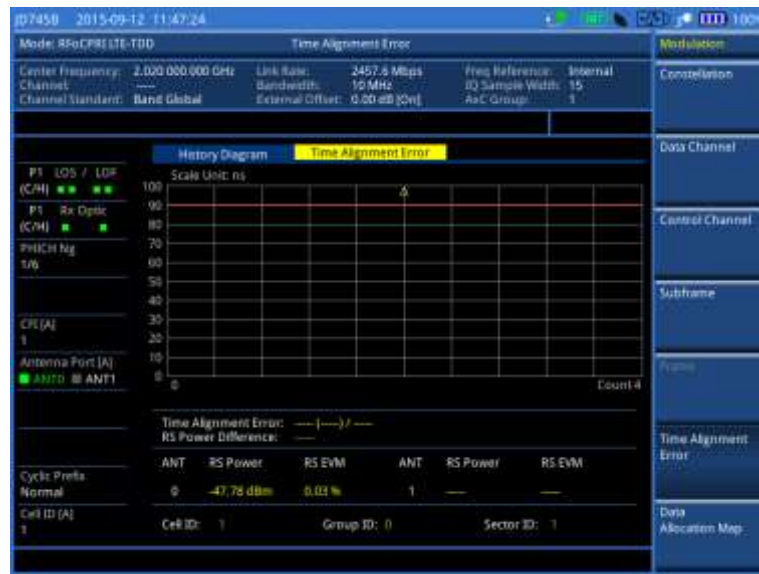 JD745B 2015-09-12 11:47:24 100%
Mode: RFoCPRI LTE-TDD Time Alignment Error
Modulation
Center Frequency: 2.020 000 000 GHz Link Rate: 2457.6 Mbps Freq Reference: Internal
Channel: ---- Bandwidth: 10 MHz IQ Sample Width: 15
Channel Standard: Band Global External Offset: 0.00 dB [On] AxC Group: 1
Constellation
Data Channel
Control Channel
Subframe
Frame
Time Alignment
Error
Data
Allocation Map
History Diagram Time Alignment Error
Scale Unit: ns
P1 LOS / LOF
(C/H)
P1 Rx Optic
(C/H)
PHICH Ng
1/6
CFI [A]
1
Antenna Port [A]
ANT0 ANT1
Cyclic Prefix
Normal
Cell ID [A]
1
100
90
80
70
60
50
40
30
20
10
0
0 Count 4
Time Alignment Error: ---- (----) / ----
RS Power Difference: ----
ANT RS Power RS EVM ANT RS Power RS EVM
0 -47.78 dBm 0.03 % 1 ---- ----
Cell ID: 1 Group ID: 0 Sector ID: 1